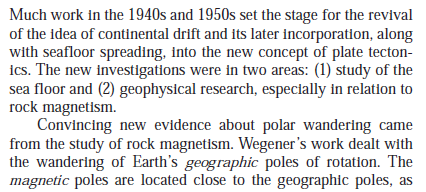 Much work in the 1940s and 1950s set the stage for the revival
of the idea of continental drift and its later incorporation, along
with seafloor spreading, into the new concept of plate tecton-
ics. The new investigations were in two areas: (1) study of the
sea floor and (2) geophysical research, especially in relation to
rock magnetism.
Convincing new evidence about polar wandering came
from the study of rock magnetism. Wegener's work dealt with
the wandering of Earth's geographic poles of rotation. The
magnetic poles are located close to the geographic poles, as